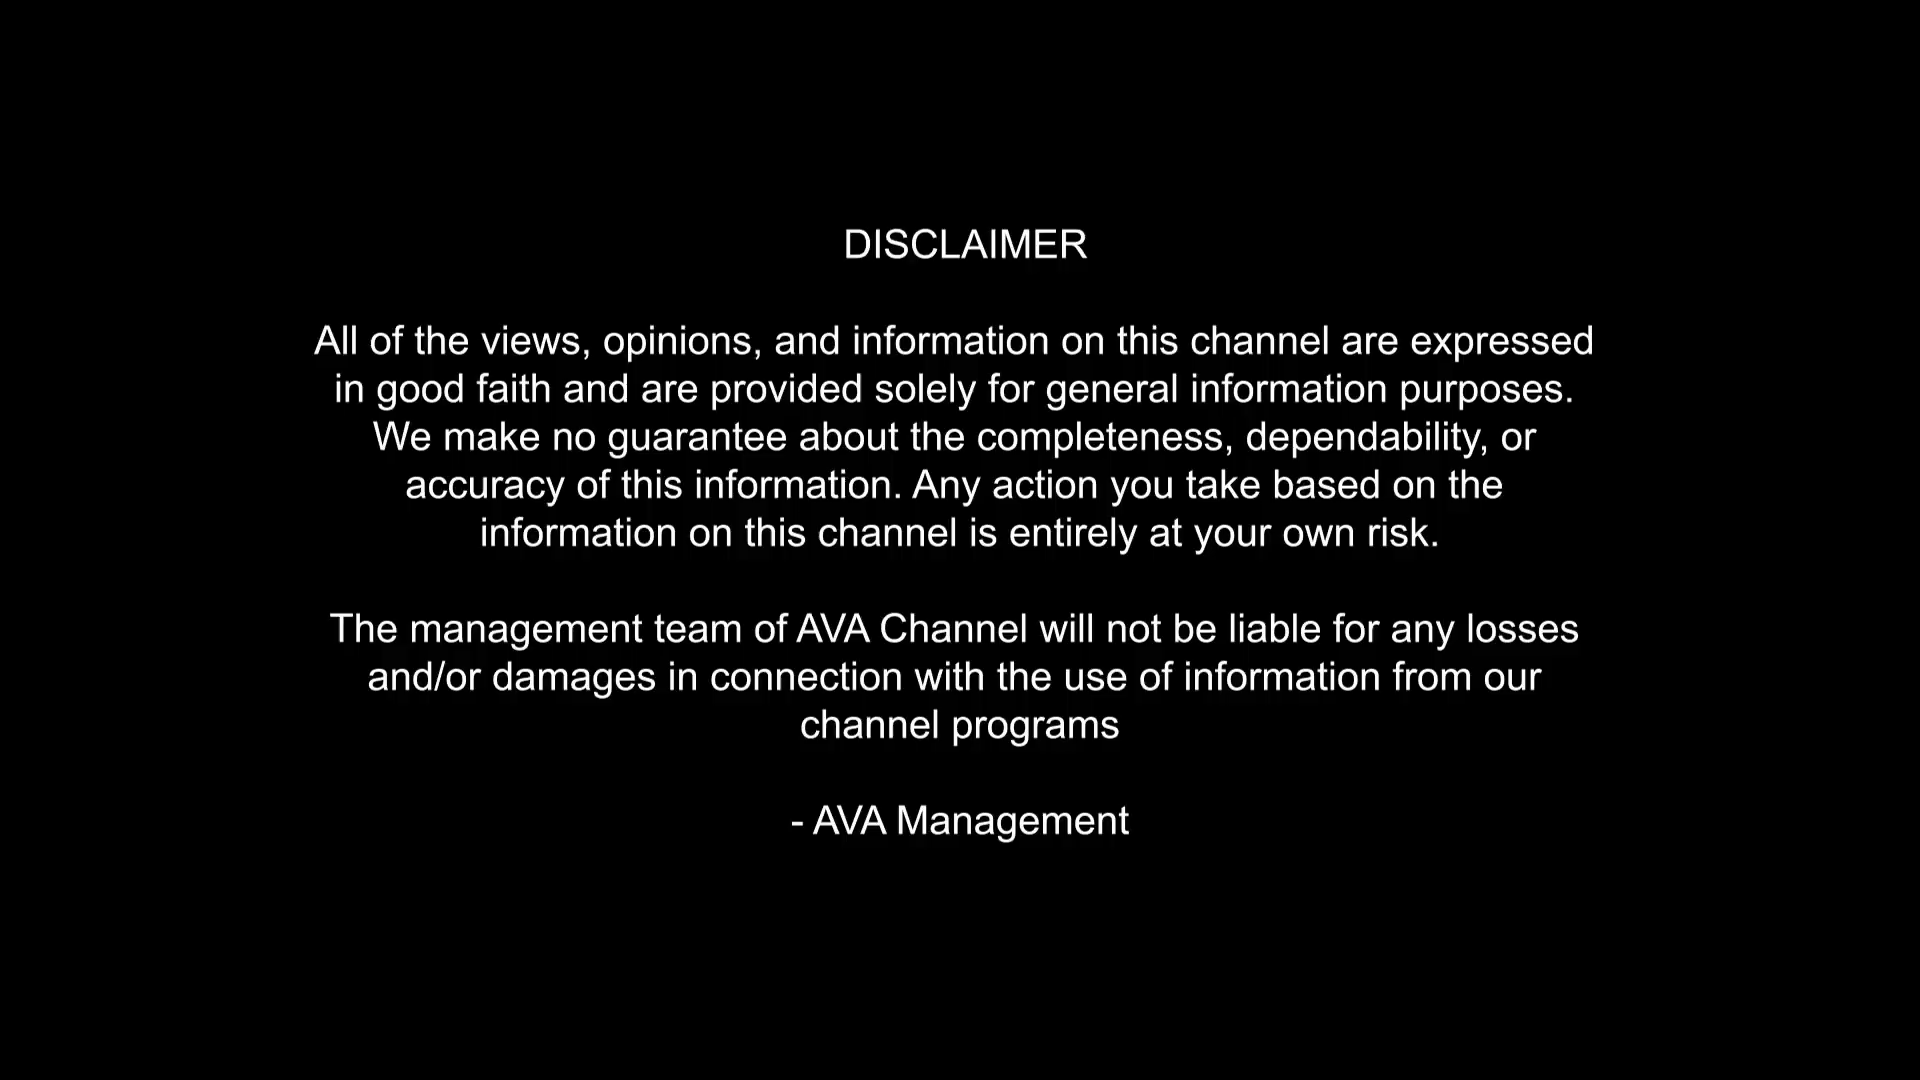 DISCLAIMER
All of the views, opinions, and information on this channel are expressed
in good faith and are provided solely for general information purposes.
We make no guarantee about the completeness, dependability, or
accuracy of this information. Any action you take based on the
information on this channel is entirely at your own risk.
The management team of AVA Channel will not be liable for any losses
and/or damages in connection with the use of information from our
channel programs
- AVA Management